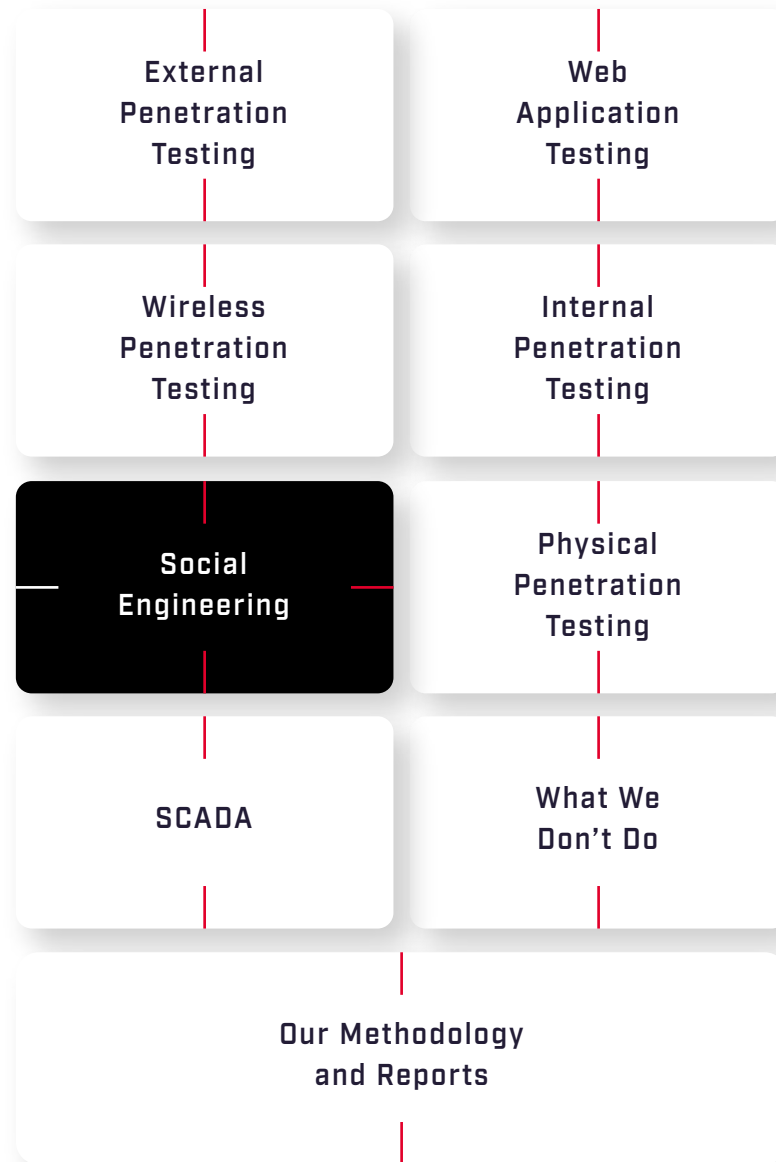 External
Penetration
Testing
Web
Application
Testing
Wireless
Penetration
Testing
Internal
Penetration
Testing
Social
Engineering
Physical
Penetration
Testing
SCADA
What We
Don’t Do
Our Methodology
and Reports